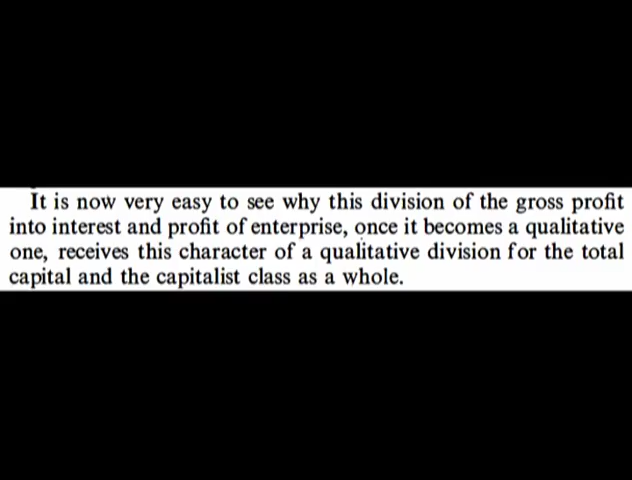 It is now very easy to see why this division of the gross profit
into interest and profit of enterprise, once it becomes a qualitative
one, receives this character of a qualitative division for the total
capital and the capitalist class as a whole.